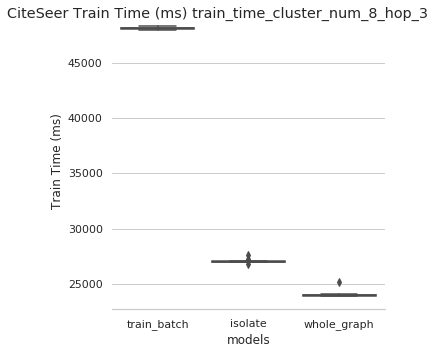 CiteSeer Train Time (ms) train_time_cluster_num_8_hop_3
45000
40000
35000
30000
25000
Train Time (ms)
train_batch isolate whole_graph
models